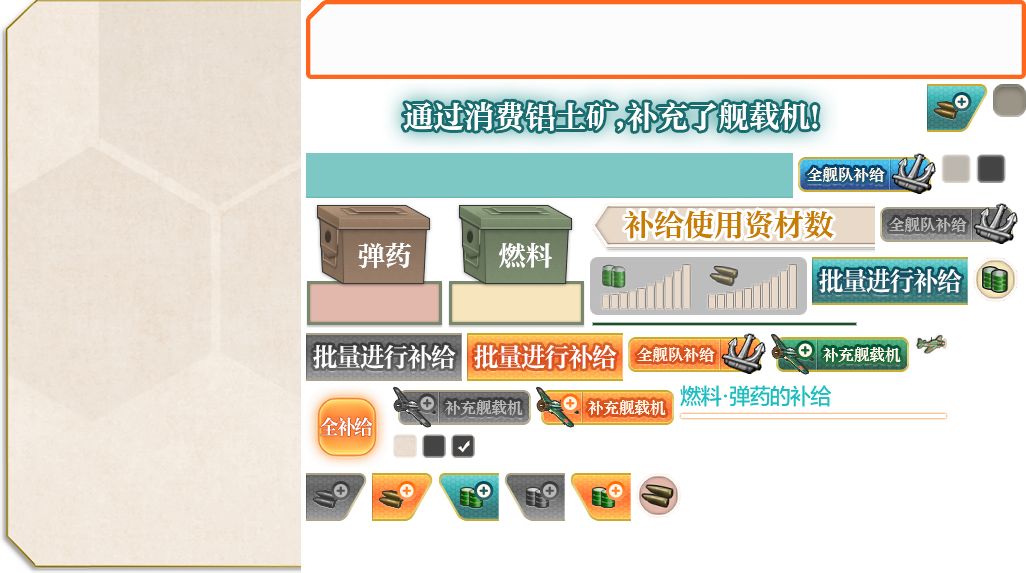 通过消费铝土矿,补充了舰载机!
全舰队补给
补给使用资材数
全舰队补给
弹药
燃料
批量进行补给
批量进行补给
批量进行补给
全舰队补给
补充舰载机
全补给
补充舰载机
补充舰载机
燃料·弹药的补给